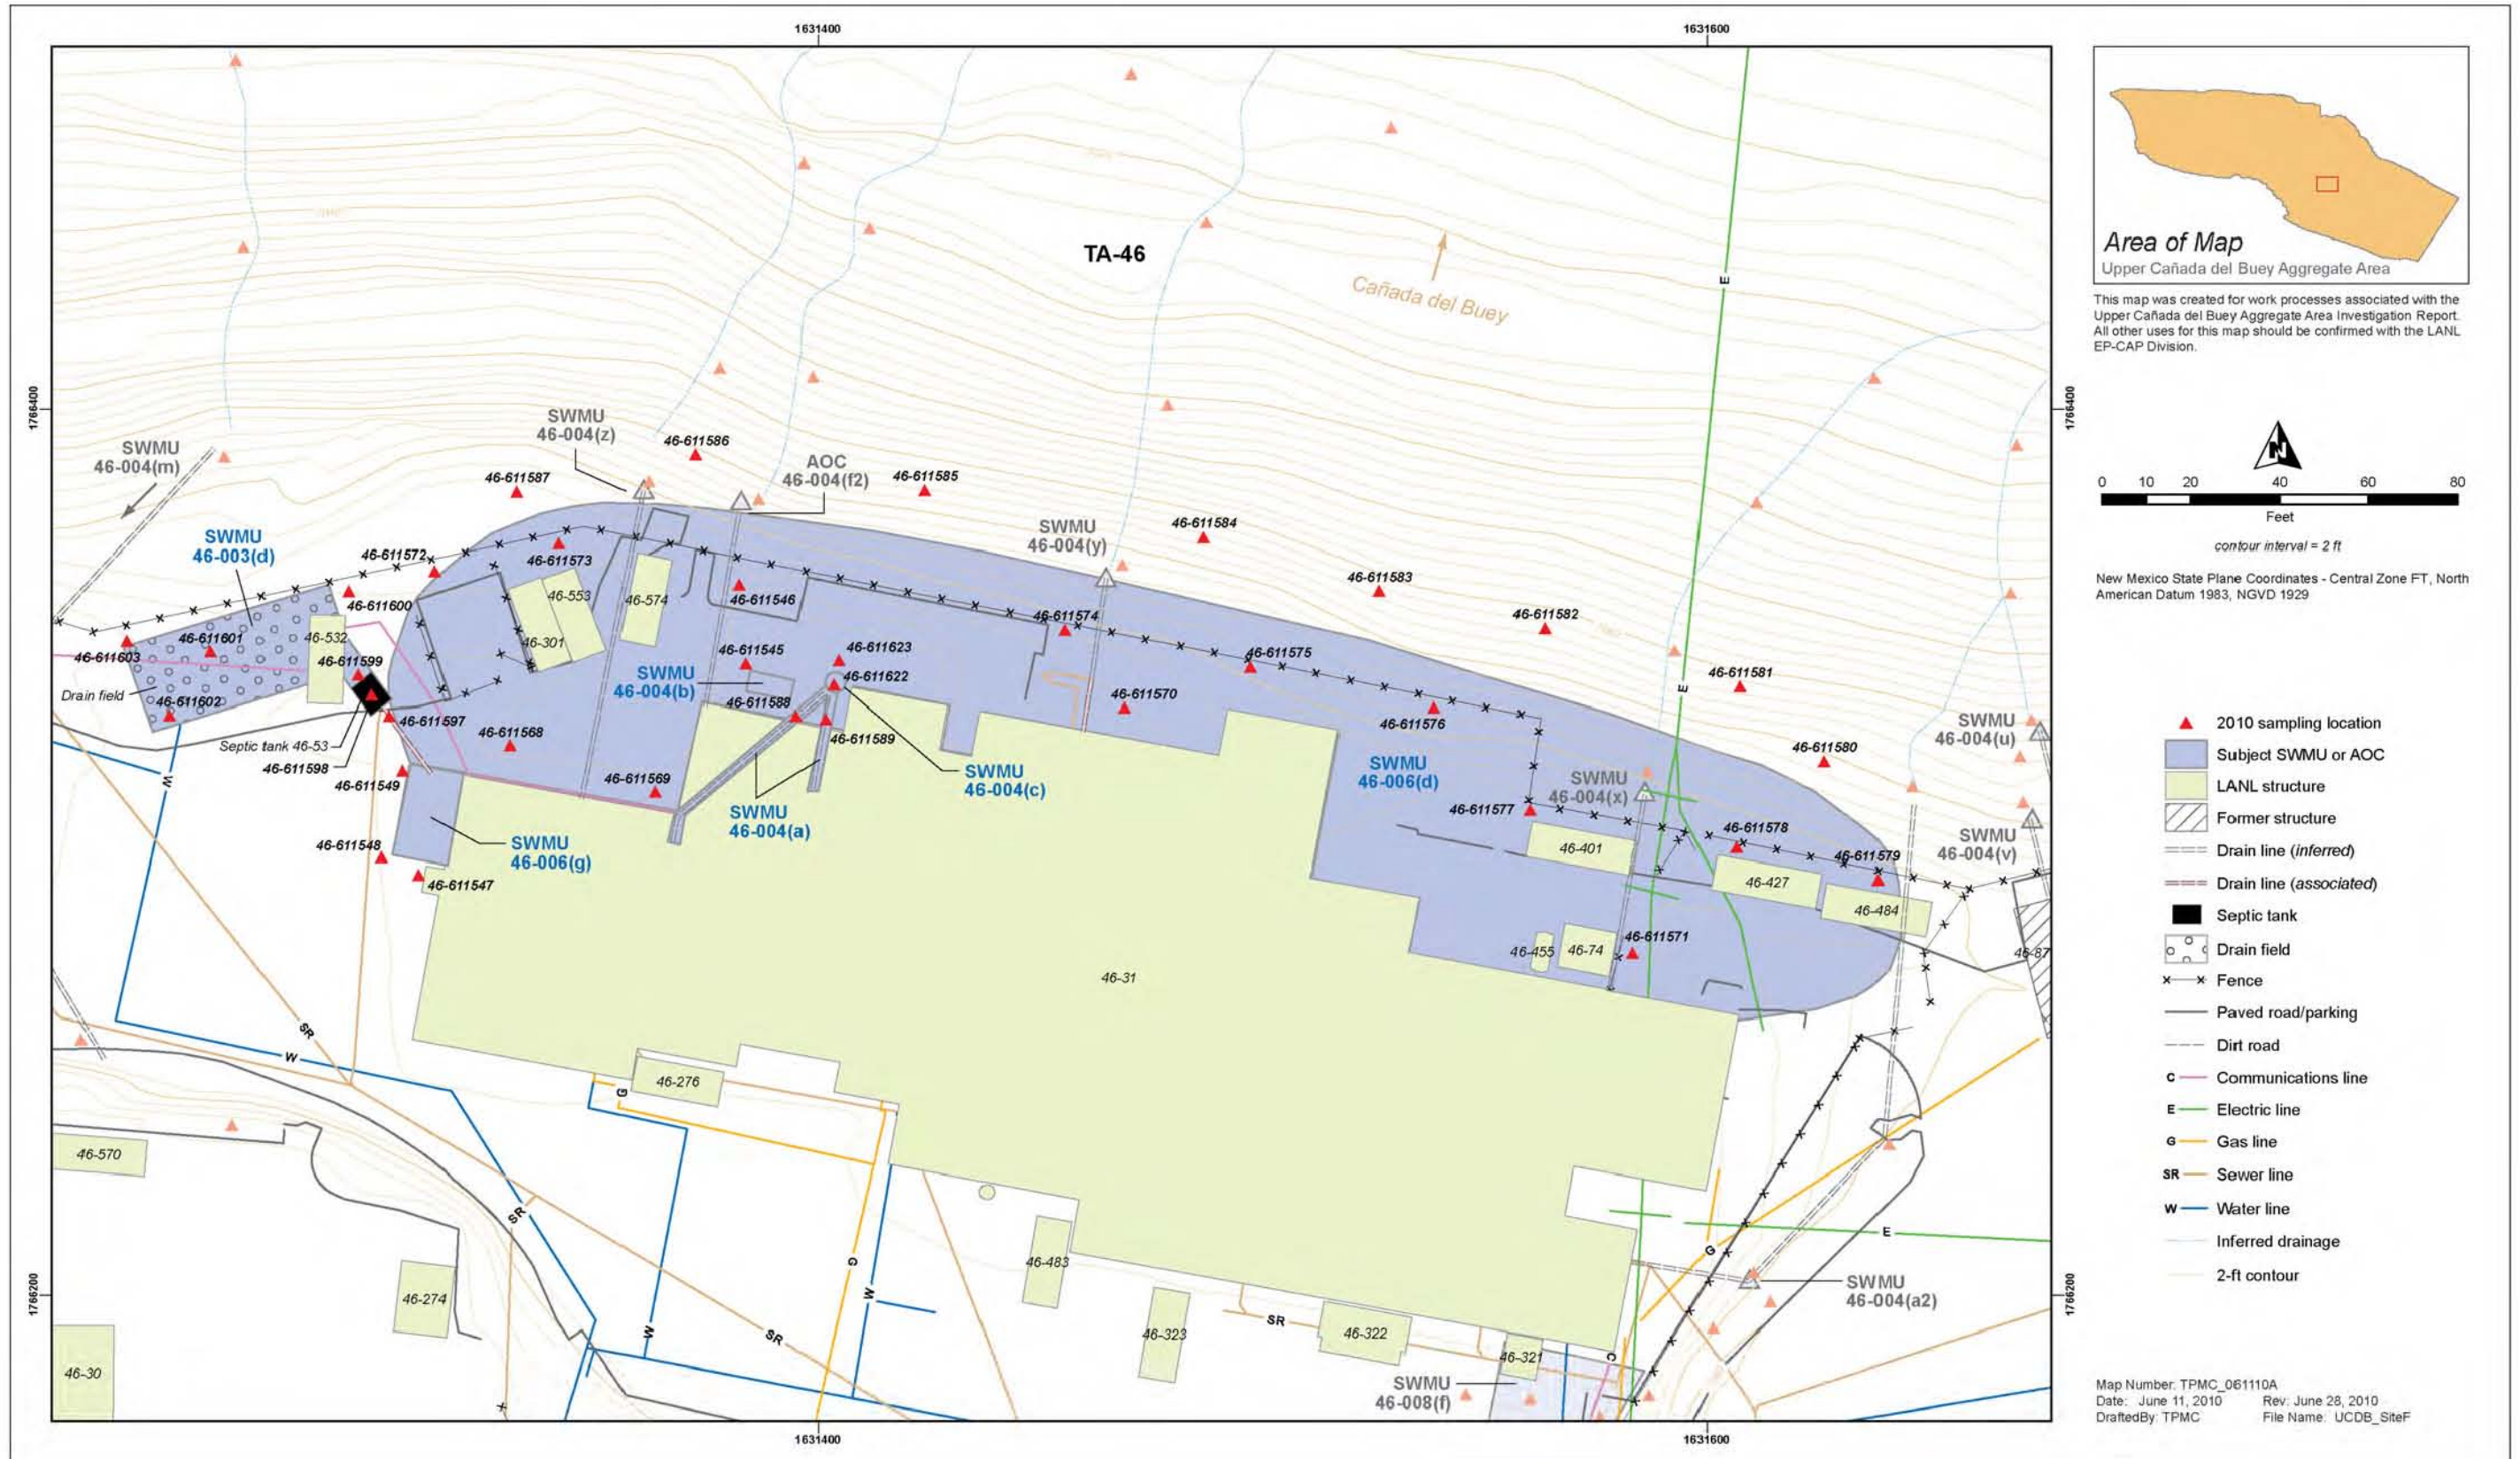 1631400
1631600
1766400
1766400
1766200
1766200
1631400
1631600
TA-46
Cañada del Buey
E
SWMU
46-004(m)
SWMU
46-004(z)
46-611586
46-611587
AOC
46-004(f2)
46-611585
SWMU
46-003(d)
46-611572
46-611573
46-611584
SWMU
46-004(y)
46-611583
46-611582
46-611600
46-553
46-574
46-611546
46-611574
46-611601
46-532
46-301
46-611603
46-611599
46-611545
46-611623
46-611575
46-611581
Drain field
46-611602
SWMU
46-004(b)
46-611622
46-611588
46-611570
E
46-611597
46-611568
46-611589
46-611576
SWMU
46-004(u)
Septic tank 46-53
46-611598
46-611549
46-611569
SWMU
46-004(a)
SWMU
46-004(c)
SWMU
46-006(d)
SWMU
46-004(x)
46-611580
W
46-611577
46-611578
46-611548
SWMU
46-006(g)
46-611547
46-401
46-427
46-611579
SWMU
46-004(v)
46-484
46-455
46-74
46-611571
46-87
46-31
SR
W
46-276
G
46-570
SR
46-274
46-30
W
SR
G
W
46-483
46-323
SR
46-322
46-321
C
G
E
SWMU
46-004(a2)
SWMU
46-008(f)
Area of Map
Upper Cañada del Buey Aggregate Area
This map was created for work processes associated with the
Upper Cañada del Buey Aggregate Area Investigation Report.
All other uses for this map should be confirmed with the LANL
EP-CAP Division.
N
0 10 20 40 60 80
Feet
contour interval = 2 ft
New Mexico State Plane Coordinates - Central Zone FT, North
American Datum 1983, NGVD 1929
2010 sampling location
Subject SWMU or AOC
LANL structure
Former structure
Drain line (inferred)
Drain line (associated)
Septic tank
Drain field
Fence
Paved road/parking
Dirt road
C Communications line
E Electric line
G Gas line
SR Sewer line
W Water line
Inferred drainage
2-ft contour
Map Number: TPMC_061110A
Date: June 11, 2010 Rev: June 28, 2010
DraftedBy: TPMC File Name: UCDB_SiteF